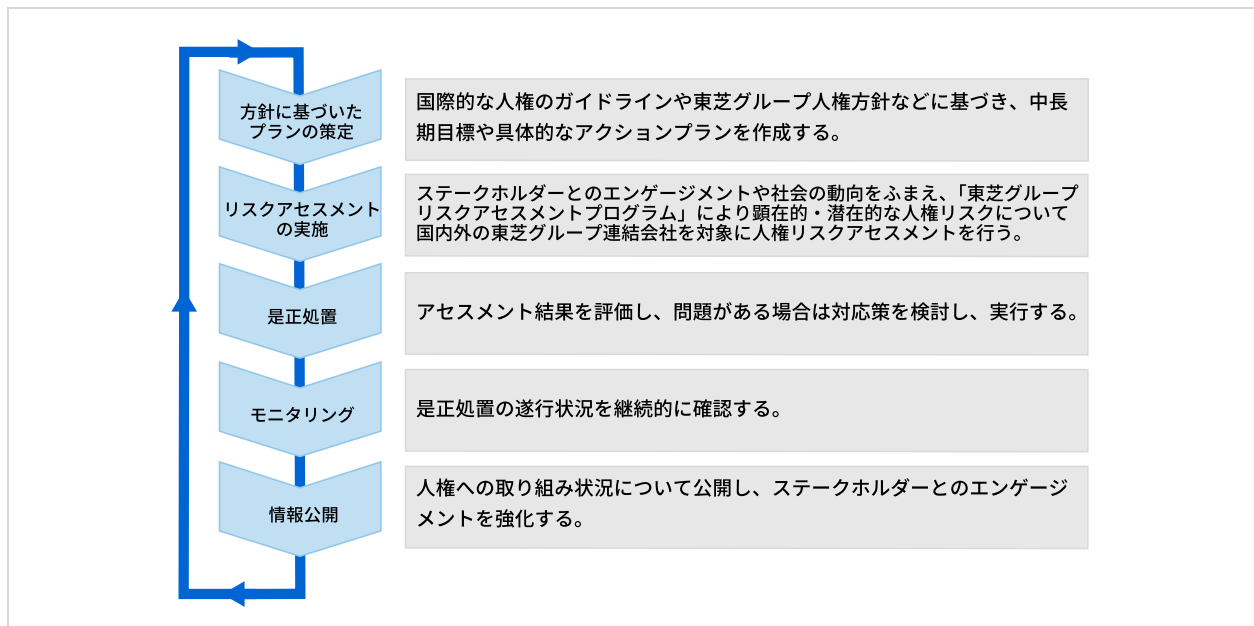 方針に基づいた
プランの策定
国際的な人権のガイドラインや東芝グループ人権方針などに基づき、中長
期目標や具体的なアクションプランを作成する。
リスクアセスメント
の実施
ステークホルダーとのエンゲージメントや社会の動向をふまえ、「東芝グループ
リスクアセスメントプログラム」により顕在的・潜在的な人権リスクについて
国内外の東芝グループ連結会社を対象に人権リスクアセスメントを行う。
是正処置
アセスメント結果を評価し、問題がある場合は対応策を検討し、実行する。
モニタリング
是正処置の遂行状況を継続的に確認する。
情報公開
人権への取り組み状況について公開し、ステークホルダーとのエンゲージ
メントを強化する。